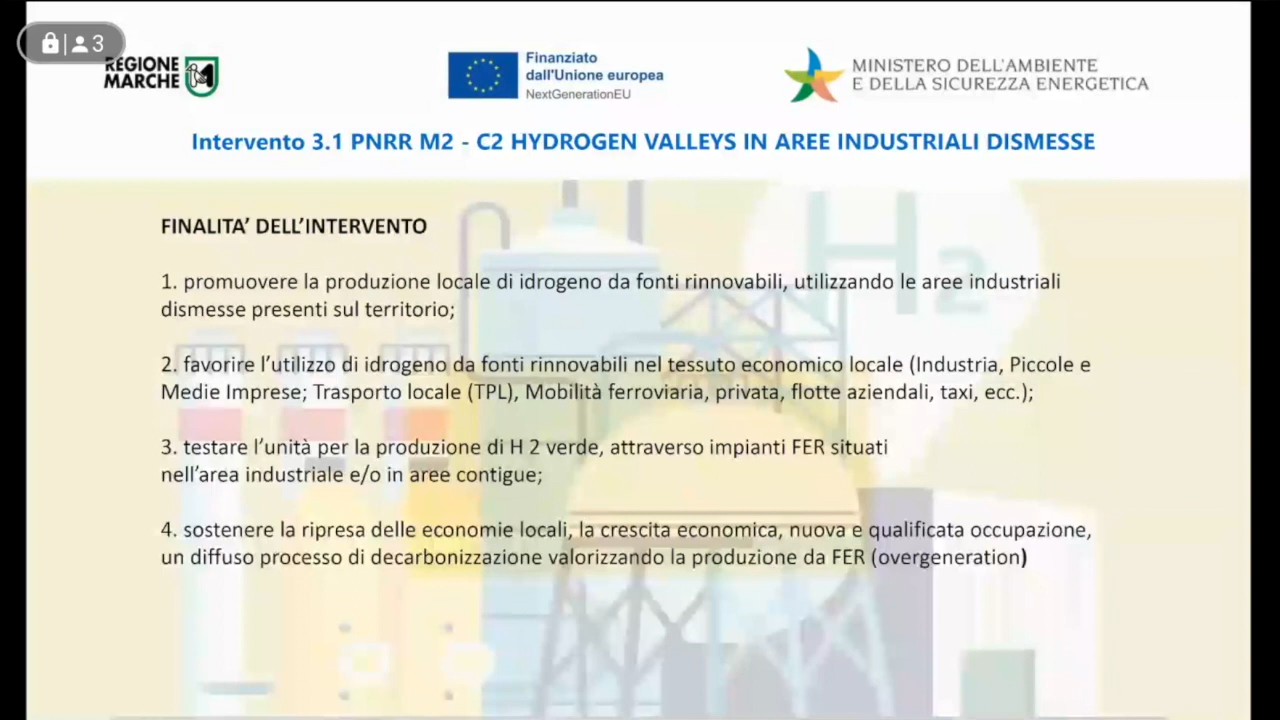 3
REGIONE
MARCHE
Finanziato
dall'Unione europea
NextGenerationEU
MINISTERO DELL'AMBIENTE
E DELLA SICUREZZA ENERGETICA
Intervento 3.1 PNRR M2 - C2 HYDROGEN VALLEYS IN AREE INDUSTRIALI DISMESSE
H2
FINALITA' DELL'INTERVENTO
1. promuovere la produzione locale di idrogeno da fonti rinnovabili, utilizzando le aree industriali
dismesse presenti sul territorio;
2. favorire l'utilizzo di idrogeno da fonti rinnovabili nel tessuto economico locale (Industria, Piccole e
Medie Imprese; Trasporto locale (TPL), Mobilità ferroviaria, privata, flotte aziendali, taxi, ecc.);
3. testare l'unità per la produzione di H 2 verde, attraverso impianti FER situati
nell'area industriale e/o in aree contigue;
4. sostenere la ripresa delle economie locali, la crescita economica, nuova e qualificata occupazione,
un diffuso processo di decarbonizzazione valorizzando la produzione da FER (overgeneration)